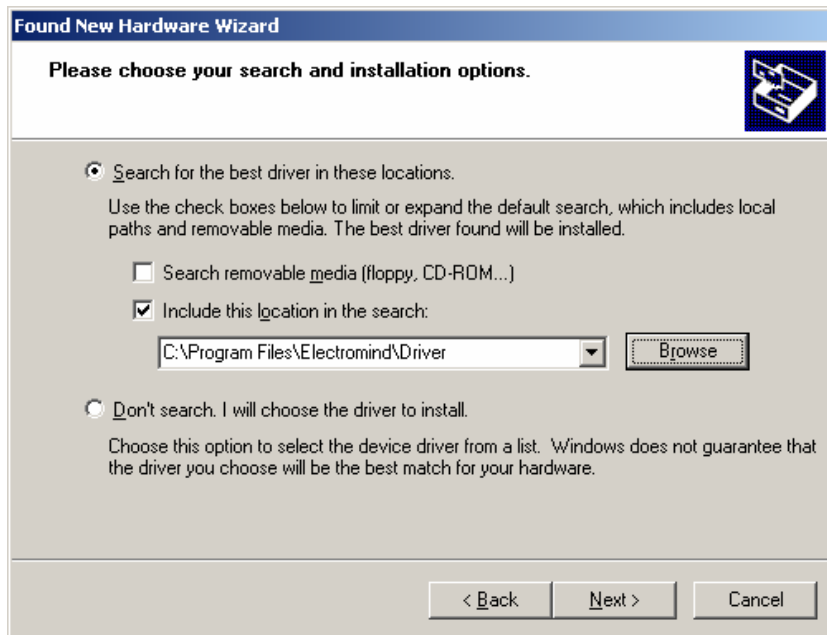 Found New Hardware Wizard
Please choose your search and installation options.
Search for the best driver in these locations.
Use the check boxes below to limit or expand the default search, which includes local
paths and removable media. The best driver found will be installed.
Search removable media (floppy, CD-ROM...)
Include this location in the search:
C:\Program Files\Electromind\Driver
Browse
Don't search. I will choose the driver to install.
Choose this option to select the device driver from a list. Windows does not guarantee that
the driver you choose will be the best match for your hardware.
< Back
Next >
Cancel